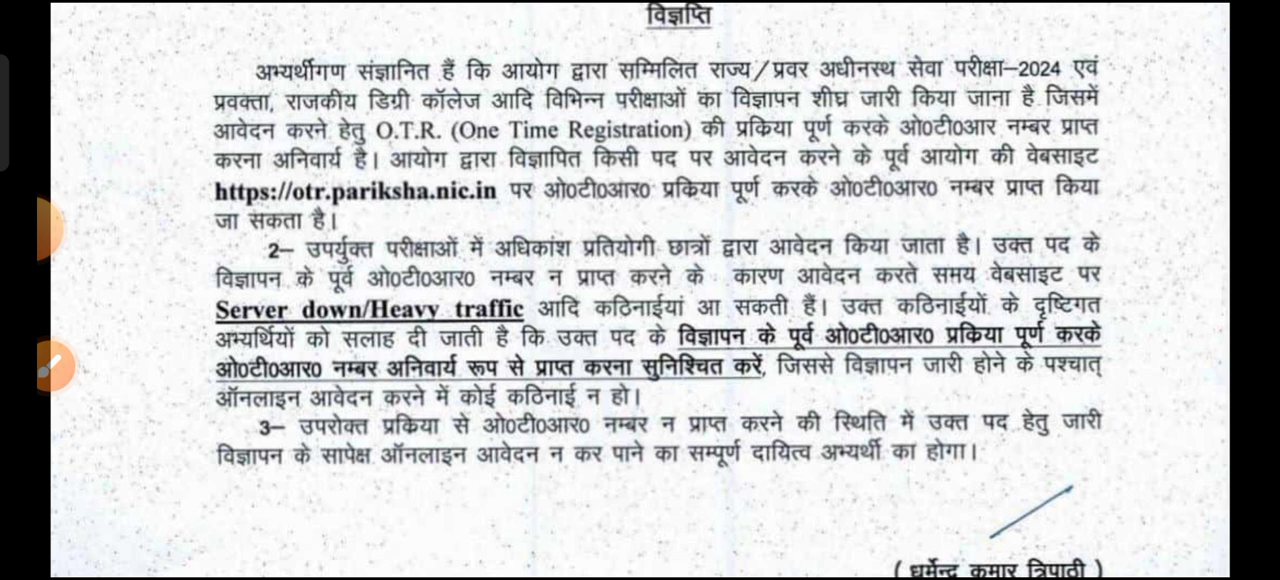 विज्ञप्ति
अभ्यर्थीगण संज्ञानित हैं कि आयोग द्वारा सम्मिलित राज्य/प्रवर अधीनस्थ सेवा परीक्षा–2024 एवं
प्रवक्ता, राजकीय डिग्री कॉलेज आदि विभिन्न परीक्षाओं का विज्ञापन शीघ्र जारी किया जाना है जिसमें
आवेदन करने हेतु O.T.R. (One Time Registration) की प्रकिया पूर्ण करके ओ0टी0आर नम्बर प्राप्त
करना अनिवार्य है। आयोग द्वारा विज्ञापित किसी पद पर आवेदन करने के पूर्व आयोग की वेबसाइट
https://otr.pariksha.nic.in पर ओ0टी0आर0 प्रकिया पूर्ण करके ओ0टी0आर0 नम्बर प्राप्त किया
जा सकता है।
2– उपर्युक्त परीक्षाओं में अधिकांश प्रतियोगी छात्रों द्वारा आवेदन किया जाता है। उक्त पद के
विज्ञापन के पूर्व ओ0टी0आर0 नम्बर न प्राप्त करने के कारण आवेदन करते समय वेबसाइट पर
Server down/Heavy traffic आदि कठिनाईयां आ सकती हैं। उक्त कठिनाईयों के दृष्टिगत
अभ्यर्थियों को सलाह दी जाती है कि उक्त पद के विज्ञापन के पूर्व ओ0टी0आर0 प्रकिया पूर्ण करके
ओ0टी0आर0 नम्बर अनिवार्य रूप से प्राप्त करना सुनिश्चित करें, जिससे विज्ञापन जारी होने के पश्चात्
ऑनलाइन आवेदन करने में कोई कठिनाई न हो।
3– उपरोक्त प्रकिया से ओ0टी0आर0 नम्बर न प्राप्त करने की स्थिति में उक्त पद हेतु जारी
विज्ञापन के सापेक्ष ऑनलाइन आवेदन न कर पाने का सम्पूर्ण दायित्व अभ्यर्थी का होगा।
( धर्मेन्द्र कुमार त्रिपाठी )